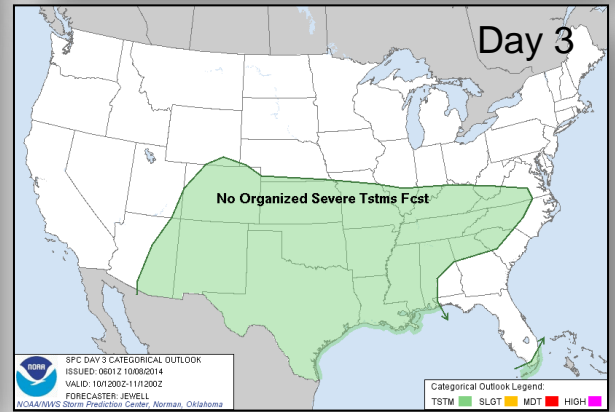 Day 3
No Organized Severe Tstms Fcst
NOAA
SPC DAY 3 CATEGORICAL OUTLOOK
ISSUED: 0601Z 10/08/2014
VALID: 10/1200Z-11/1200Z
FORECASTER: JEWELL
NOAA/NWS Storm Prediction Center, Norman, Oklahoma
Categorical Outlook Legend:
TSTM SLGT MDT HIGH